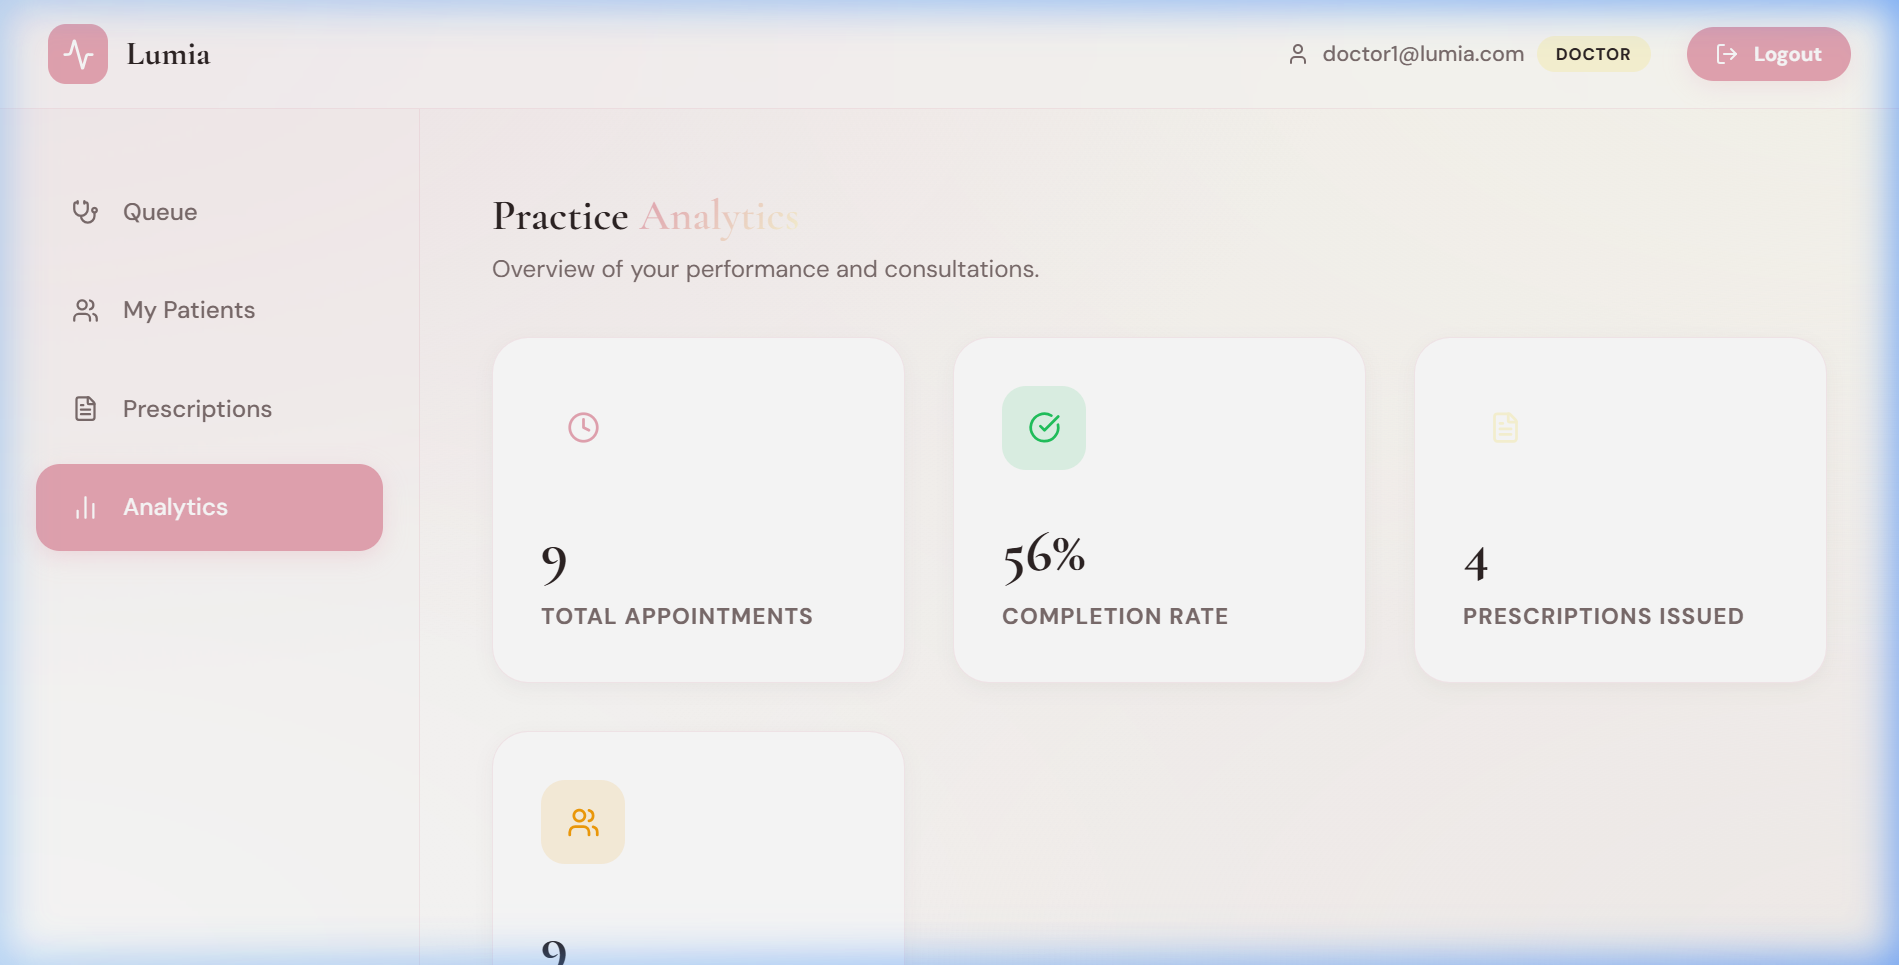 Lumia
doctor1@lumia.com DOCTOR Logout
Queue
My Patients
Prescriptions
Analytics
Practice Analytics
Overview of your performance and consultations.
9
TOTAL APPOINTMENTS
56%
COMPLETION RATE
4
PRESCRIPTIONS ISSUED
9